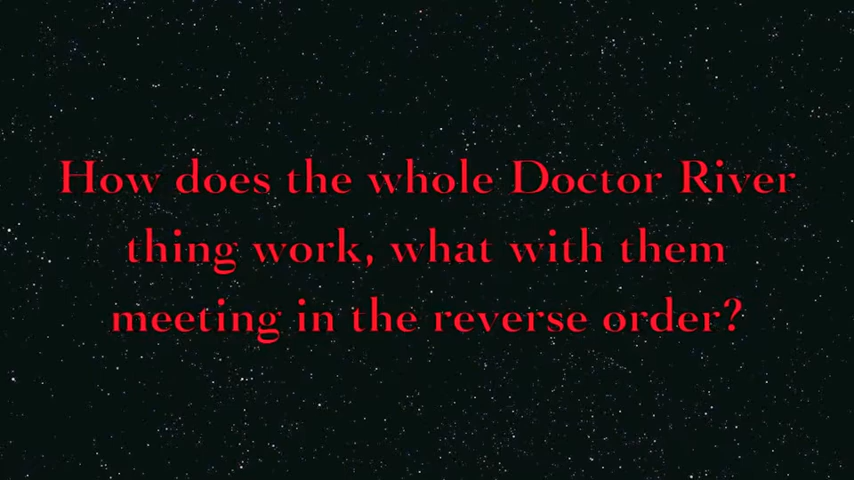 How does the whole Doctor River
thing work, what with them
meeting in the reverse order?